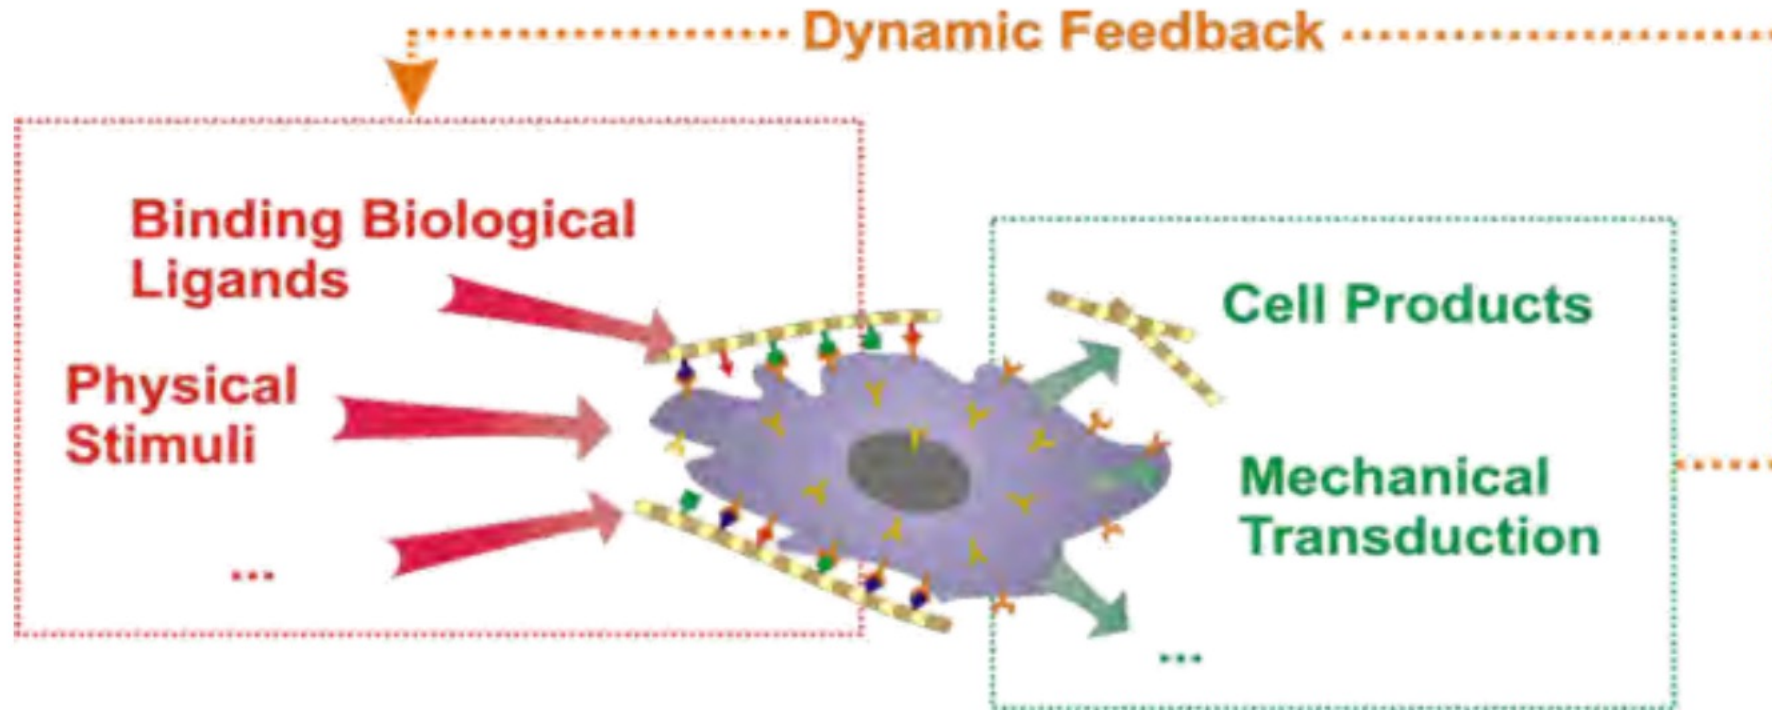 Dynamic Feedback
Binding Biological
Ligands
Physical
Stimuli
...
Cell Products
Mechanical
Transduction
...